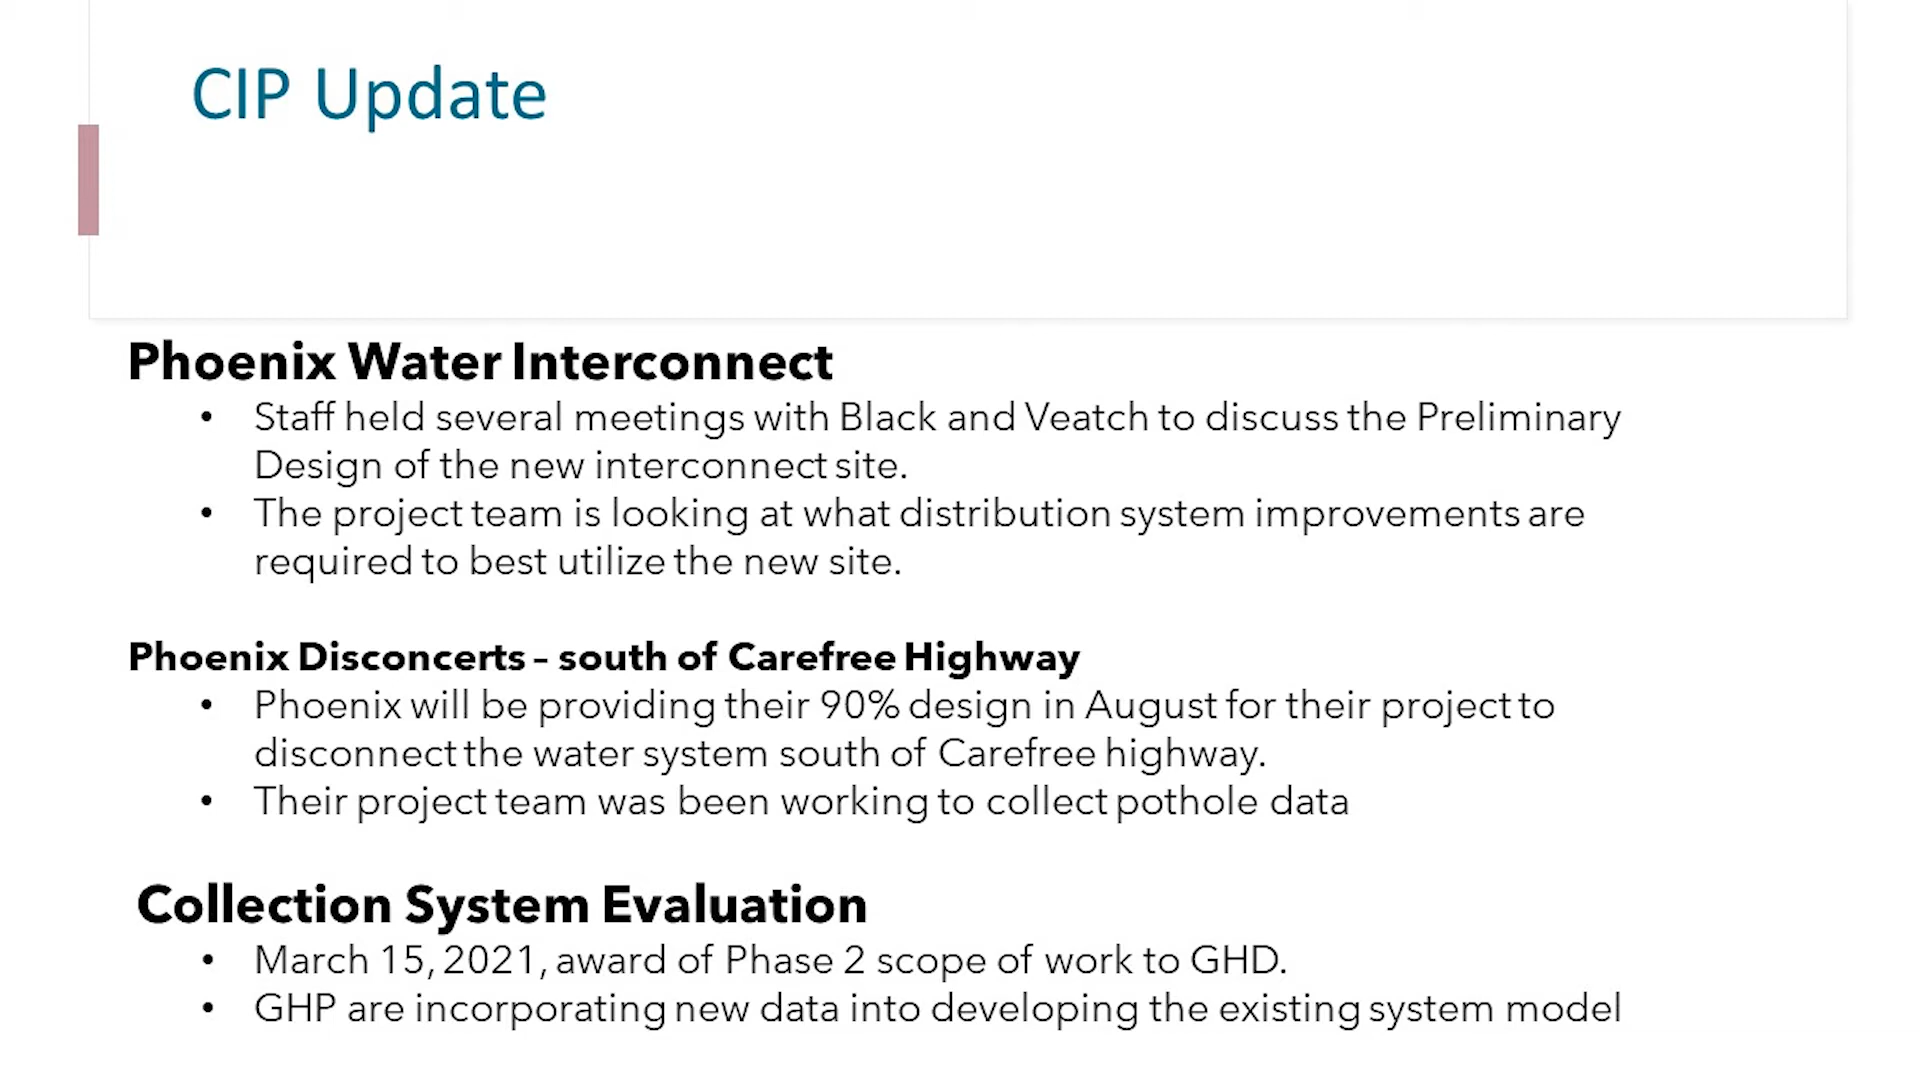 CIP Update
Phoenix Water Interconnect
• Staff held several meetings with Black and Veatch to discuss the Preliminary
Design of the new interconnect site.
• The project team is looking at what distribution system improvements are
required to best utilize the new site.
Phoenix Disconcerts – south of Carefree Highway
• Phoenix will be providing their 90% design in August for their project to
disconnect the water system south of Carefree highway.
• Their project team was been working to collect pothole data
Collection System Evaluation
• March 15, 2021, award of Phase 2 scope of work to GHD.
• GHP are incorporating new data into developing the existing system model